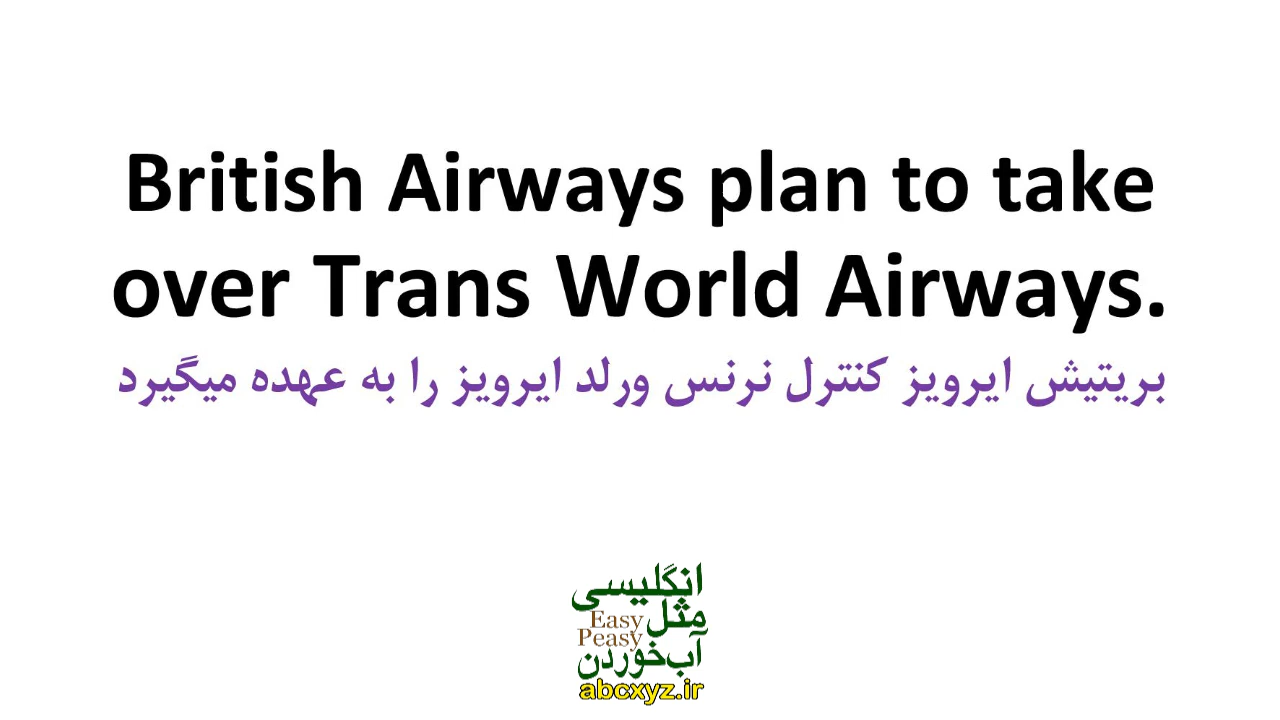 British Airways plan to take
over Trans World Airways.
بریتیش ایرویز کنترل نرنس ورلد ایرویز را به عهده میگیرد
انگلیسی
مثل
Easy
Peasy
آب‌خوردن
abcxyz.ir